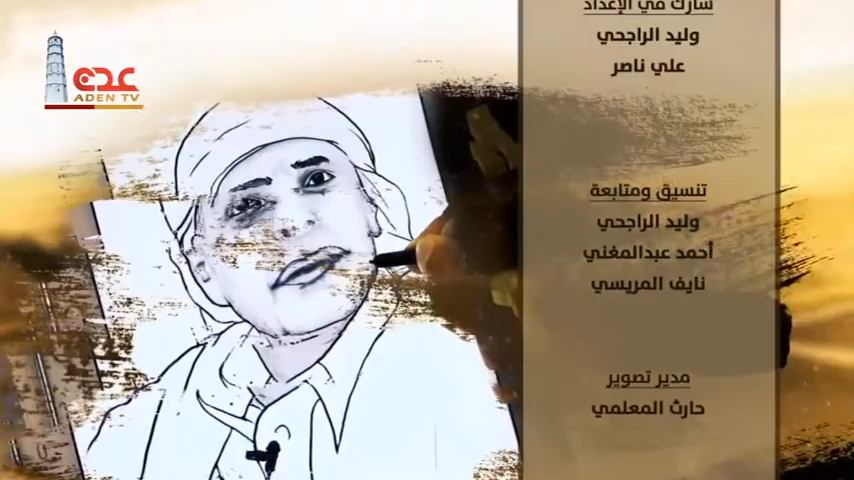 عدن
ADEN TV
شارك في الإعداد
وليد الراجحي
علي ناصر
تنسيق ومتابعة
وليد الراجحي
أحمد عبدالمغني
نايف المريسي
مدير تصوير
حارث المعلمي